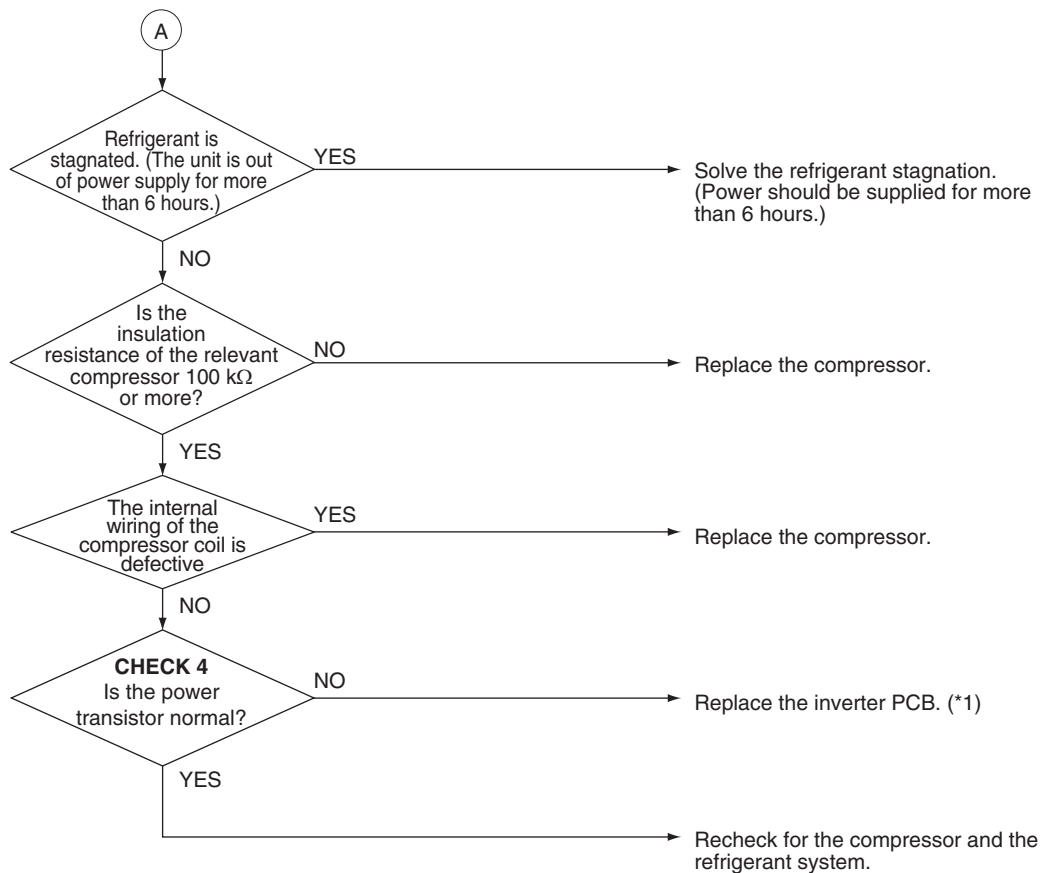 A
Refrigerant is
stagnated. (The unit is out
of power supply for more
than 6 hours.)
YES
Solve the refrigerant stagnation.
(Power should be supplied for more
than 6 hours.)
NO
Is the
insulation
resistance of the relevant
compressor 100 kΩ
or more?
NO
Replace the compressor.
YES
The internal
wiring of the
compressor coil is
defective
YES
Replace the compressor.
NO
CHECK 4
Is the power
transistor normal?
NO
Replace the inverter PCB. (*1)
YES
Recheck for the compressor and the
refrigerant system.